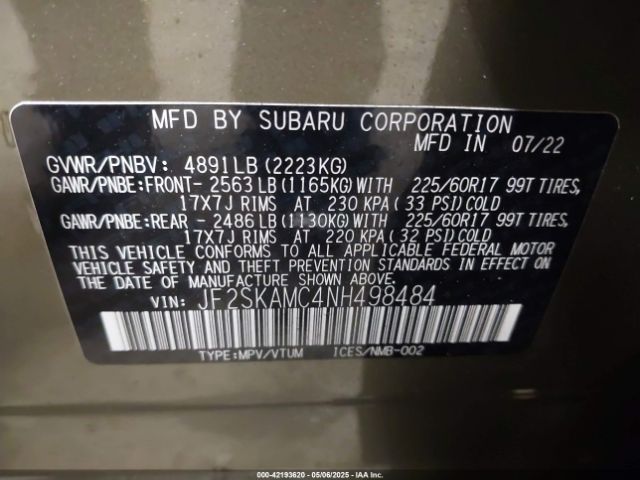 MFD BY SUBARU CORPORATION
MFD IN 07/22
GVWR/PNBV: 4891LB (2223KG)
GAWR/PNBE:FRONT- 2563 LB (1165KG)WITH 225/60R17 99T TIRES,
17X7J RIMS AT 230 KPA ( 33 PSI)COLD
GAWR/PNBE:REAR - 2486 LB (1130KG)WITH 225/60R17 99T TIRES,
17X7J RIMS AT 220 KPA ( 32 PSI)COLD
THIS VEHICLE CONFORMS TO ALL APPLICABLE FEDERAL MOTOR
VEHICLE SAFETY AND THEFT PREVENTION STANDARDS IN EFFECT ON
THE DATE OF MANUFACTURE SHOWN ABOVE.
VIN: JF2SKAMC4NH498484
TYPE:MPV/VTUM ICES/NMB-002
000-42193620 - 05/06/2025 - IAAI.COM